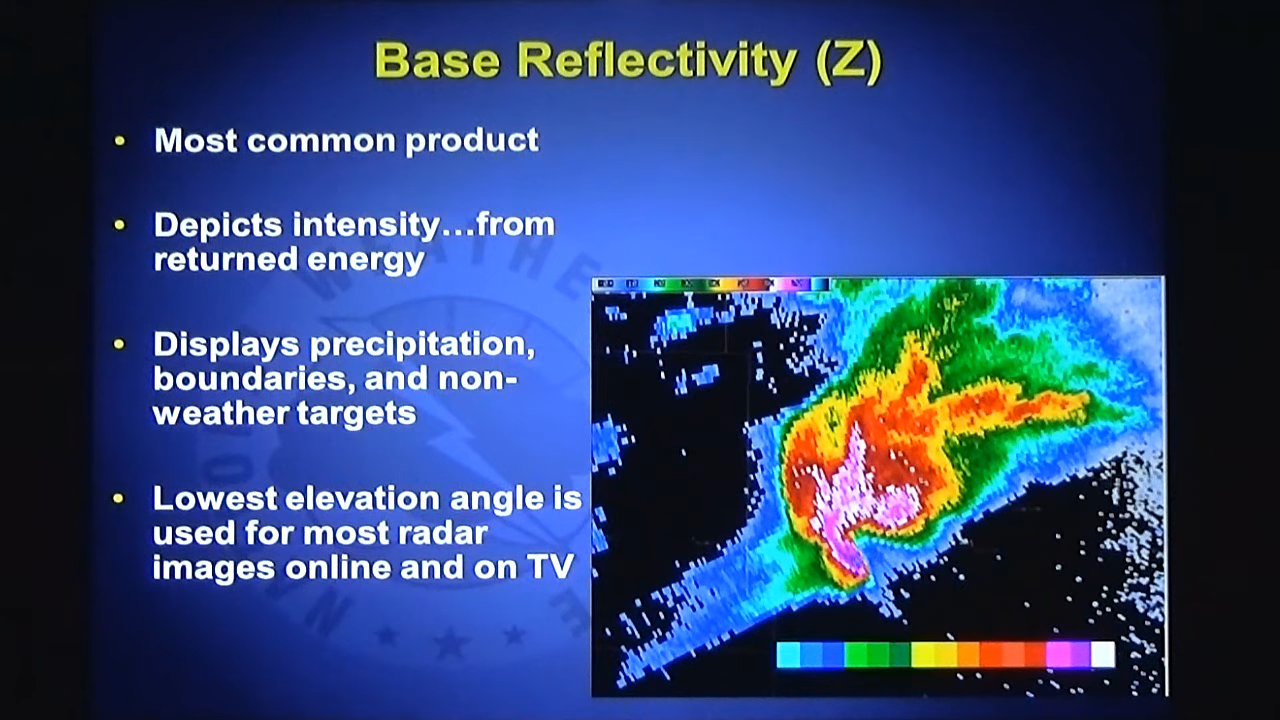 Base Reflectivity (Z)
• Most common product
• Depicts intensity…from
returned energy
• Displays precipitation,
boundaries, and non-
weather targets
• Lowest elevation angle is
used for most radar
images online and on TV